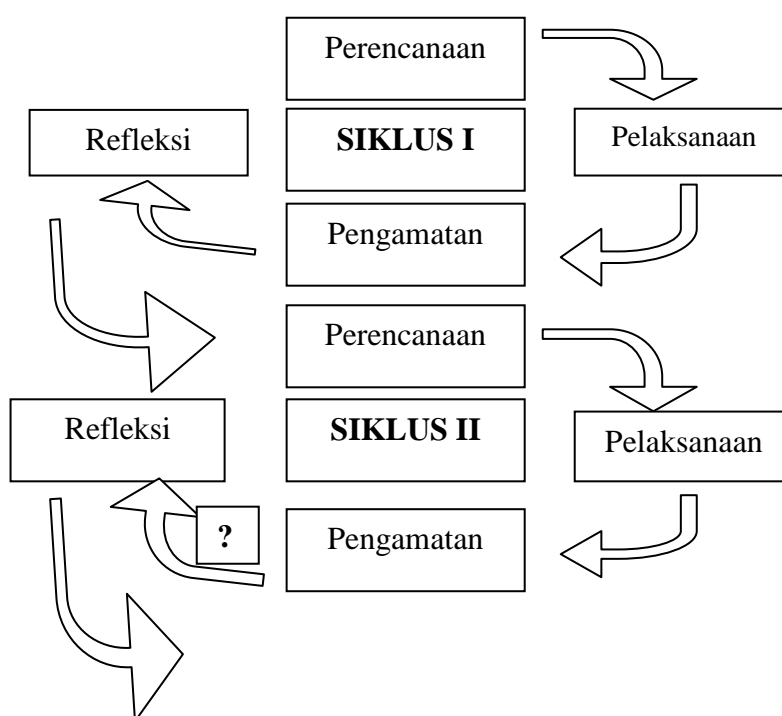 Perencanaan
Refleksi
SIKLUS I
Pelaksanaan
Pengamatan
Perencanaan
Refleksi
SIKLUS II
Pelaksanaan
?
Pengamatan